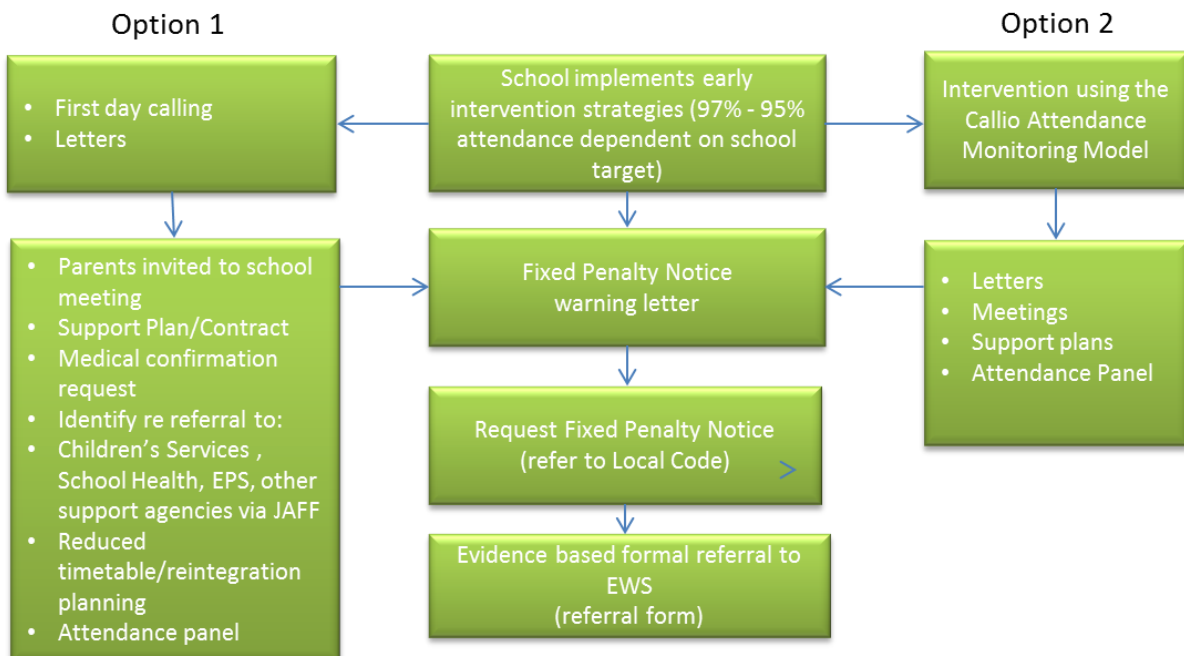 Option 1
Option 2
• First day calling
• Letters
School implements early
intervention strategies (97% - 95%
attendance dependent on school
target)
Intervention using the
Callio Attendance
Monitoring Model
• Parents invited to school
meeting
• Support Plan/Contract
• Medical confirmation
request
• Identify re referral to:
• Children’s Services ,
School Health, EPS, other
support agencies via JAFF
• Reduced
timetable/reintegration
planning
• Attendance panel
Fixed Penalty Notice
warning letter
• Letters
• Meetings
• Support plans
• Attendance Panel
Request Fixed Penalty Notice
(refer to Local Code)
Evidence based formal referral to
EWS
(referral form)